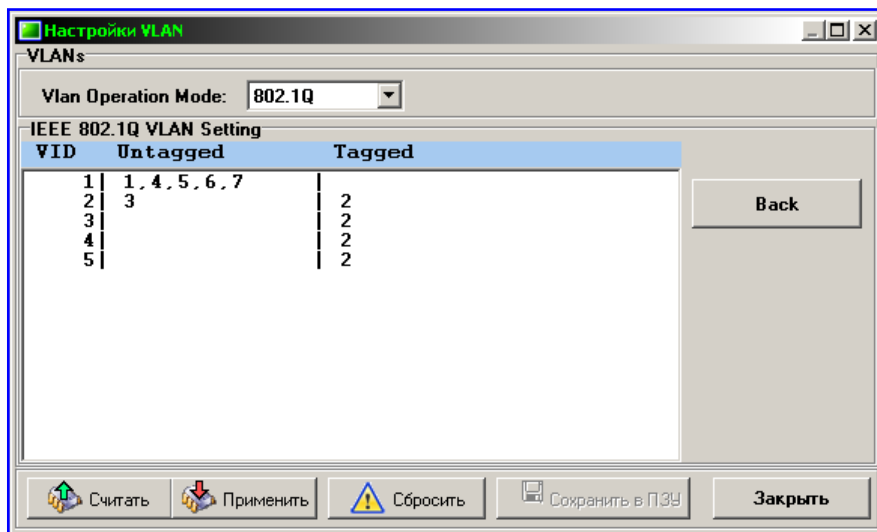 Настройки VLAN
VLANs
Vlan Operation Mode: 802.1Q
IEEE 802.1Q VLAN Setting
VID Untagged Tagged
1| 1,4,5,6,7 |
2| 3 | 2
3| | 2
4| | 2
5| | 2
Back
Считать Применить Сбросить Сохранить в ПЗУ Закрыть